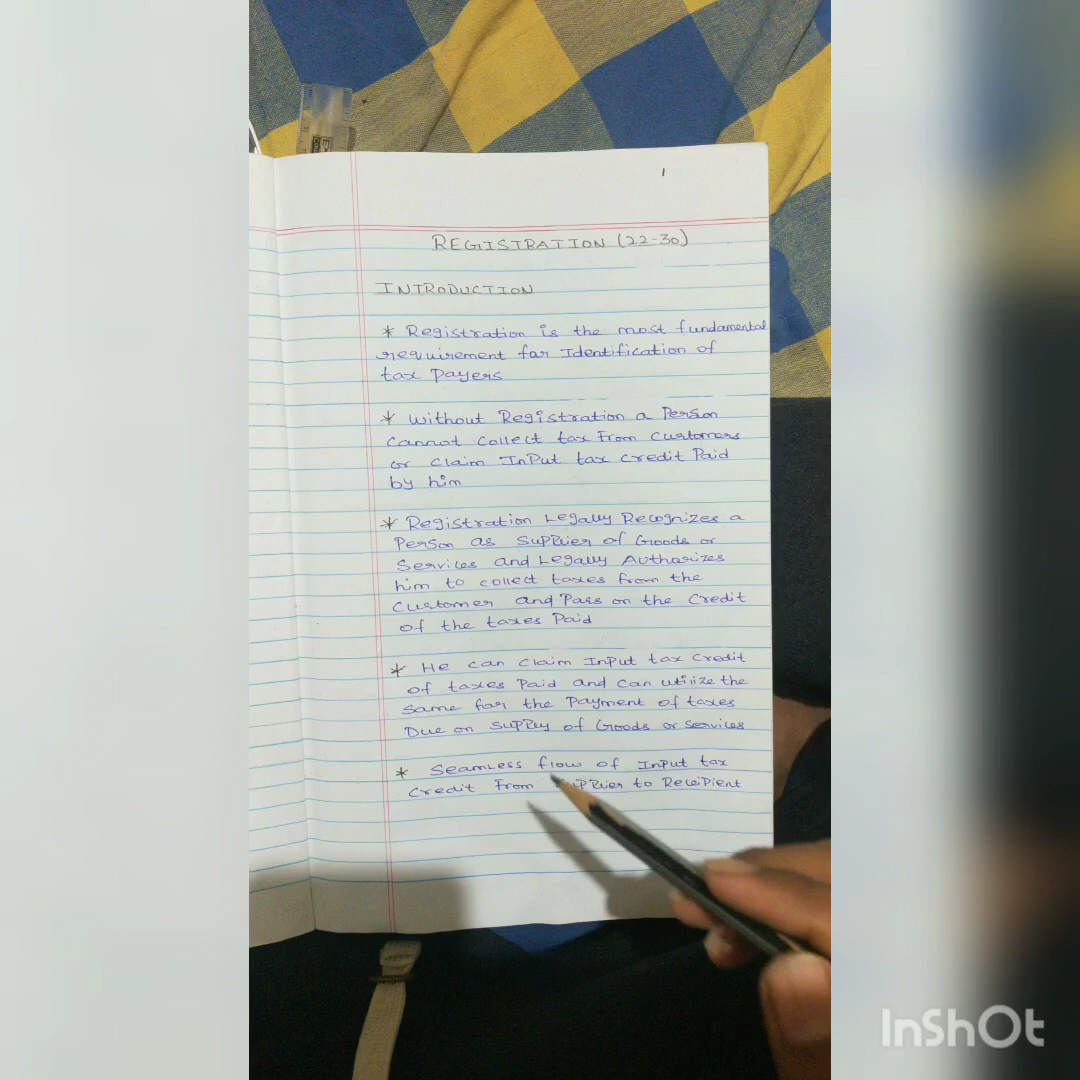 1
REGISTRATION (22-30)
INTRODUCTION
* Registration is the most fundamental
requirement for Identification of
tax Payers
* Without Registration a Person
cannot collect tax From customers
or claim InPut tax credit Paid
by him
* Registration Legally Recognizes a
Person as SuPPlier of Goods or
Services and Legally Authorizes
him to collect taxes from the
Customer and Pass on the Credit
of the taxes Paid
* He can claim InPut tax credit
of taxes Paid and can utilize the
same for the Payment of taxes
Due on SuPPly of Goods or services
* Seamless flow of InPut tax
credit From SuPPlier to ReciPient
InShOt